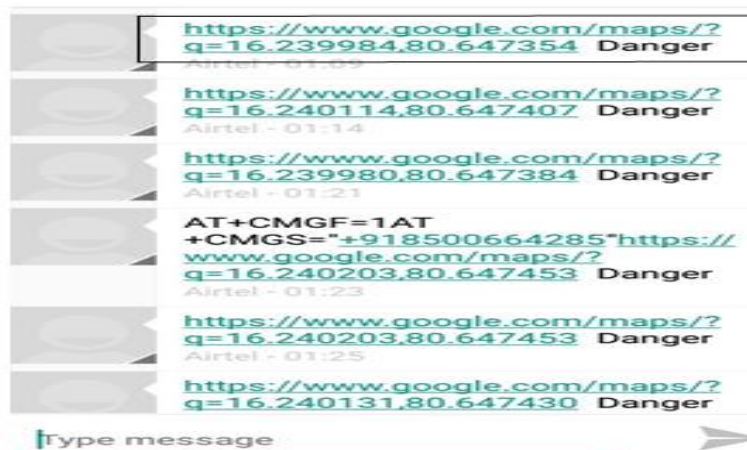 https://www.google.com/maps/?
q=16.239984,80.647354 Danger
Airtel - 01:09
https://www.google.com/maps/?
q=16.240114,80.647407 Danger
Airtel - 01:14
https://www.google.com/maps/?
q=16.239980,80.647384 Danger
Airtel - 01:21
AT+CMGF=1AT
+CMGS="+918500664285"https://
www.google.com/maps/?
q=16.240203,80.647453 Danger
Airtel - 01:23
https://www.google.com/maps/?
q=16.240203,80.647453 Danger
Airtel - 01:25
https://www.google.com/maps/?
q=16.240131,80.647430 Danger
Type message